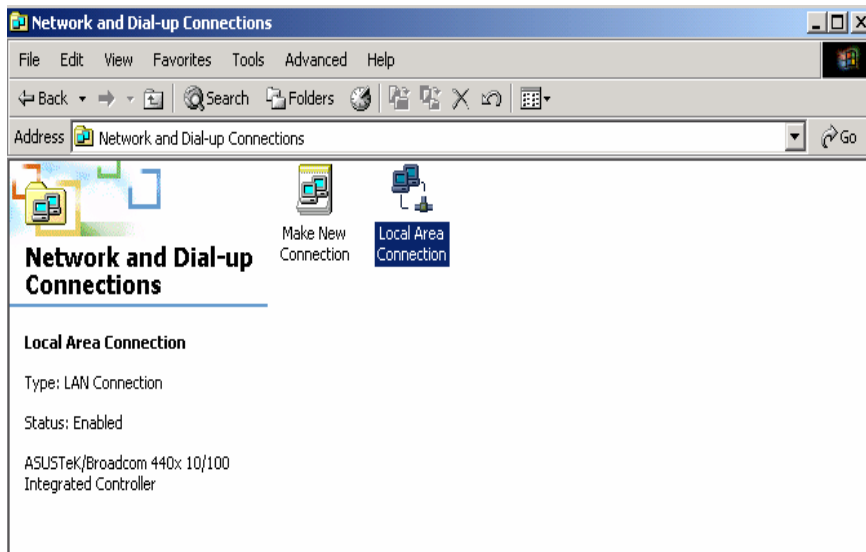 Network and Dial-up Connections
File Edit View Favorites Tools Advanced Help
Back Search Folders
Address Network and Dial-up Connections Go
Make New
Connection
Local Area
Connection
Network and Dial-up
Connections
Local Area Connection
Type: LAN Connection
Status: Enabled
ASUSTeK/Broadcom 440x 10/100
Integrated Controller